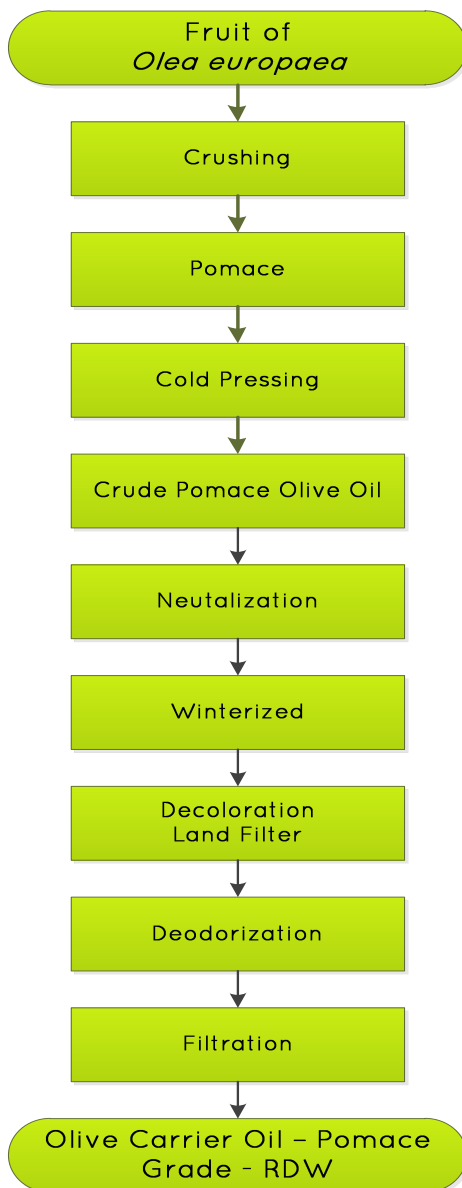 Fruit of
Olea europaea
Crushing
Pomace
Cold Pressing
Crude Pomace Olive Oil
Neutalization
Winterized
Decoloration
Land Filter
Deodorization
Filtration
Olive Carrier Oil – Pomace
Grade - RDW